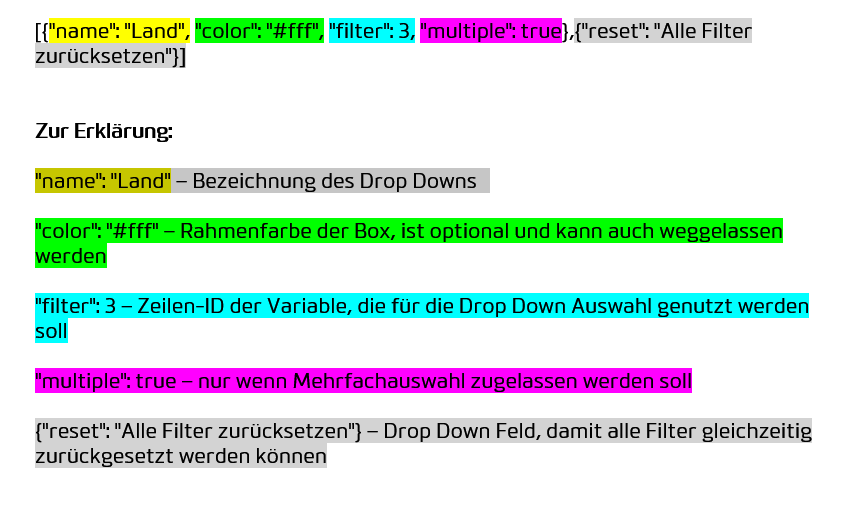 [{"name": "Land", "color": "#fff", "filter": 3, "multiple": true},{"reset": "Alle Filter
zurücksetzen"}]
Zur Erklärung:
"name": "Land" – Bezeichnung des Drop Downs
"color": "#fff" – Rahmenfarbe der Box, ist optional und kann auch weggelassen
werden
"filter": 3 – Zeilen-ID der Variable, die für die Drop Down Auswahl genutzt werden
soll
"multiple": true – nur wenn Mehrfachauswahl zugelassen werden soll
{"reset": "Alle Filter zurücksetzen"} – Drop Down Feld, damit alle Filter gleichzeitig
zurückgesetzt werden können